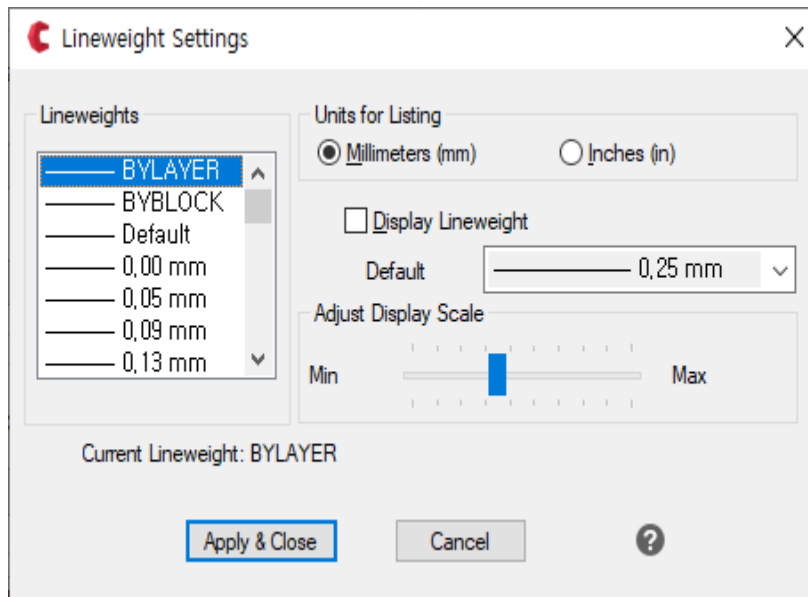 Lineweight Settings
Lineweights
BYLAYER
BYBLOCK
Default
0,00 mm
0,05 mm
0,09 mm
0,13 mm
Units for Listing
Millimeters (mm)
Inches (in)
Display Lineweight
Default
0,25 mm
Adjust Display Scale
Min
Max
Current Lineweight: BYLAYER
Apply & Close
Cancel
?